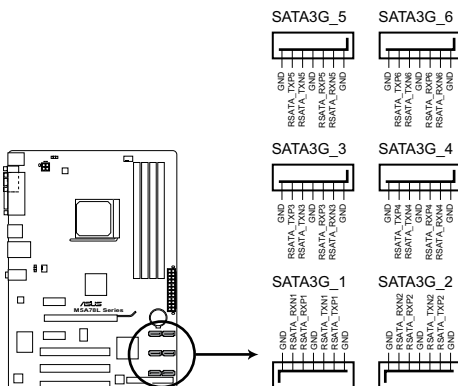 SATA3G_5
GND
RSATA_TXP5
RSATA_TXN5
GND
RSATA_RXP5
RSATA_RXN5
GND
SATA3G_6
GND
RSATA_TXP6
RSATA_TXN6
GND
RSATA_RXP6
RSATA_RXN6
GND
SATA3G_3
GND
RSATA_TXP3
RSATA_TXN3
GND
RSATA_RXP3
RSATA_RXN3
GND
SATA3G_4
GND
RSATA_TXP4
RSATA_TXN4
GND
RSATA_RXP4
RSATA_RXN4
GND
SATA3G_1
GND
RSATA_RXN1
RSATA_RXP1
GND
RSATA_TXN1
RSATA_TXP1
GND
SATA3G_2
GND
RSATA_RXN2
RSATA_RXP2
GND
RSATA_TXN2
RSATA_TXP2
GND
ASUS
M5A78L Series